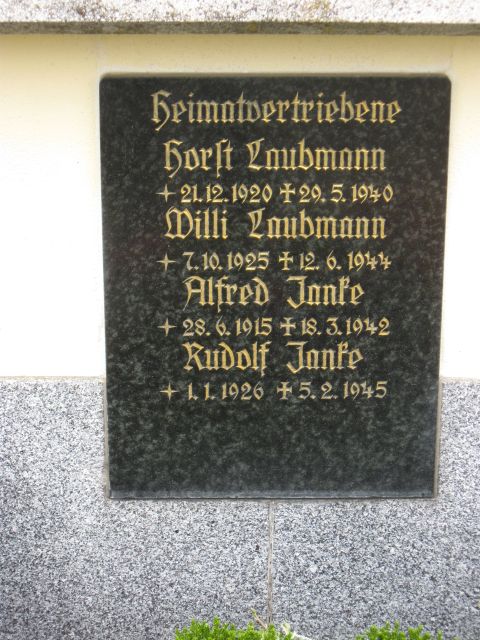 Heimatvertriebene
Horst Laubmann
✦ 21.12.1920 ✝ 29.5.1940
Willi Laubmann
✦ 7.10.1925 ✝ 12.6.1944
Alfred Janke
✦ 28.6.1915 ✝ 18.3.1942
Rudolf Janke
✦ 1.1.1926 ✝ 5.2.1945